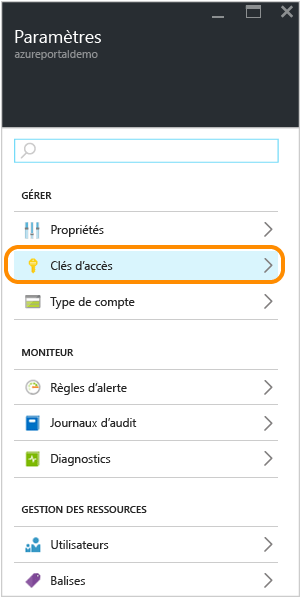 Paramètres
azureportaldemo
GÉRER
Propriétés
Clés d'accès
Type de compte
MONITEUR
Règles d'alerte
Journaux d'audit
Diagnostics
GESTION DES RESSOURCES
Utilisateurs
Balises